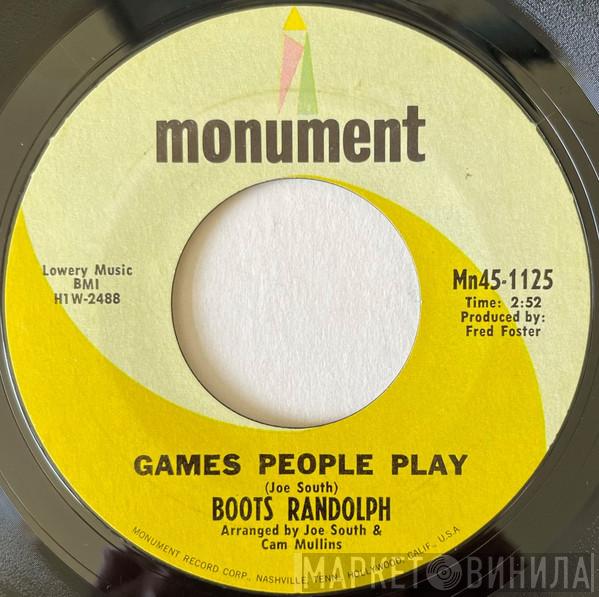 monument
Lowery Music
BMI
H1W-2488
Mn45-1125
Time: 2:52
Produced by:
Fred Foster
GAMES PEOPLE PLAY
(Joe South)
BOOTS RANDOLPH
Arranged by Joe South &
Cam Mullins
MONUMENT RECORD CORP., NASHVILLE, TENN. HOLLYWOOD, CALIF., U.S.A.
МАРКЕТ ВИНИЛА